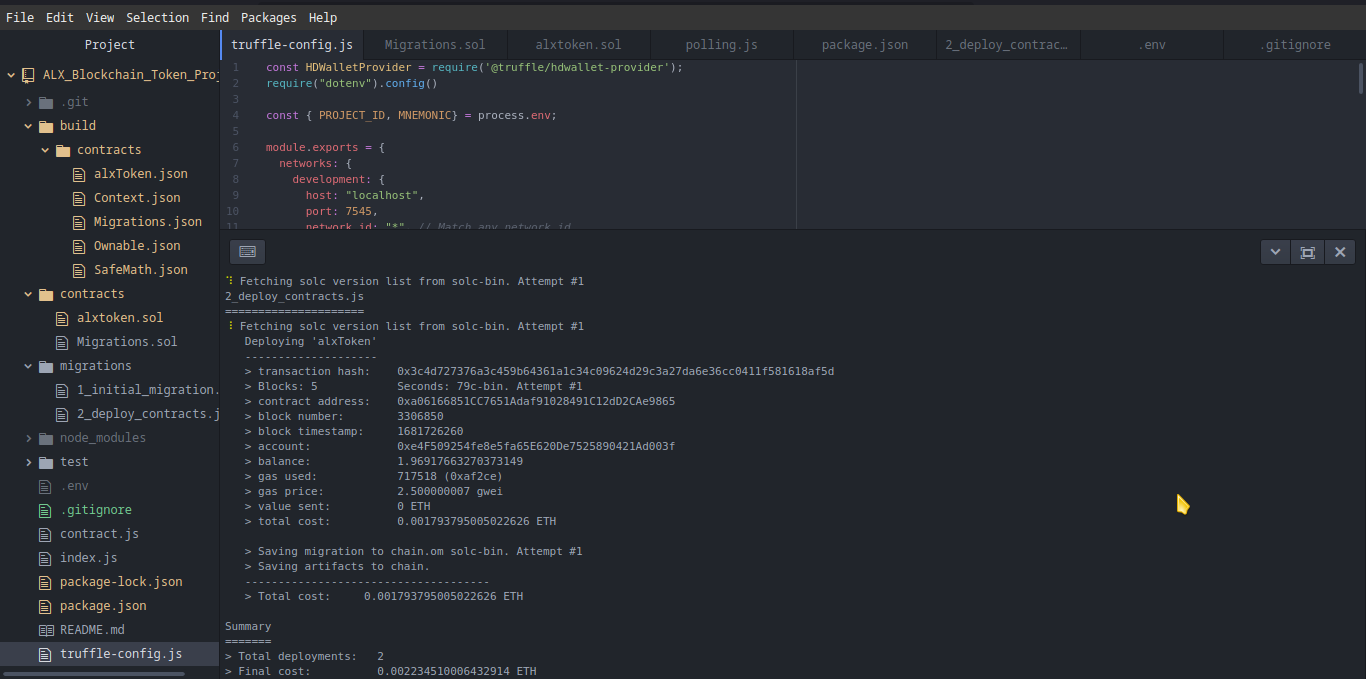 File Edit View Selection Find Packages Help
Project
ALX_Blockchain_Token_Proj
.git
build
contracts
alxToken.json
Context.json
Migrations.json
Ownable.json
SafeMath.json
contracts
alxtoken.sol
Migrations.sol
migrations
1_initial_migration.
2_deploy_contracts.j
node_modules
test
.env
.gitignore
contract.js
index.js
package-lock.json
package.json
README.md
truffle-config.js
truffle-config.js Migrations.sol alxtoken.sol polling.js package.json 2_deploy_contrac… .env .gitignore
1 const HDWalletProvider = require('@truffle/hdwallet-provider');
2 require("dotenv").config()
3
4 const { PROJECT_ID, MNEMONIC} = process.env;
5
6 module.exports = {
7 networks: {
8 development: {
9 host: "localhost",
10 port: 7545,
11 network_id: "*" // Match any network id
Fetching solc version list from solc-bin. Attempt #1
2_deploy_contracts.js
=====================
Fetching solc version list from solc-bin. Attempt #1
Deploying 'alxToken'
--------------------
> transaction hash: 0x3c4d727376a3c459b64361a1c34c09624d29c3a27da6e36cc0411f581618af5d
> Blocks: 5 Seconds: 79c-bin. Attempt #1
> contract address: 0xa06166851CC7651Adaf91028491C12dD2CAe9865
> block number: 3306850
> block timestamp: 1681726260
> account: 0xe4F509254fe8e5fa65E620De7525890421Ad003f
> balance: 1.96917663270373149
> gas used: 717518 (0xaf2ce)
> gas price: 2.500000007 gwei
> value sent: 0 ETH
> total cost: 0.001793795005022626 ETH
> Saving migration to chain.om solc-bin. Attempt #1
> Saving artifacts to chain.
-------------------------------------
> Total cost: 0.001793795005022626 ETH
Summary
=======
> Total deployments: 2
> Final cost: 0.002234510006432914 ETH